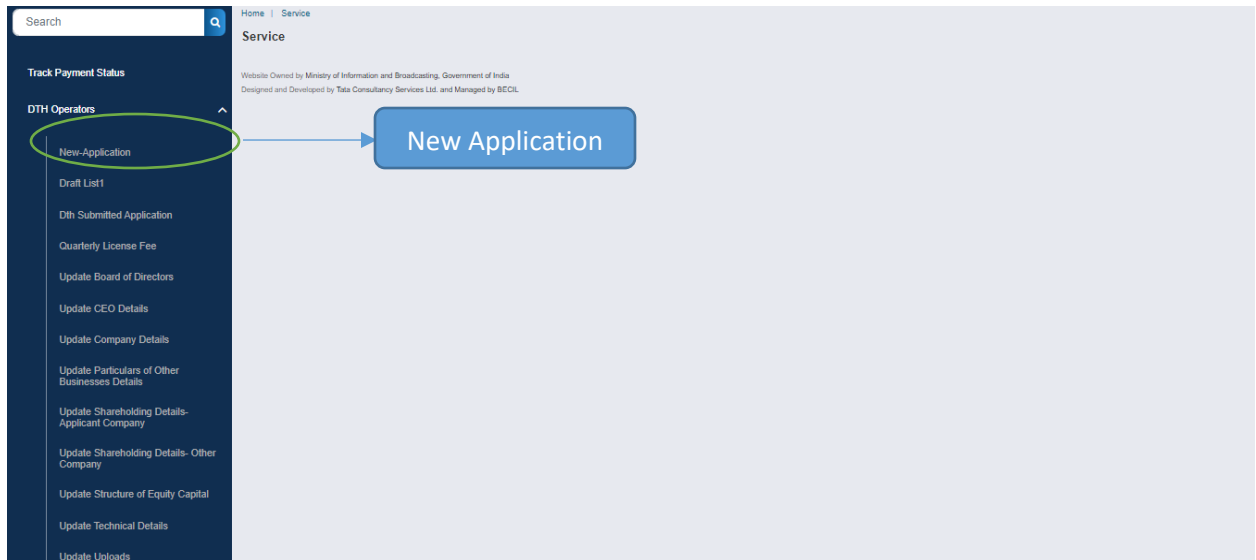 Search
Home | Service
Service
Track Payment Status
Website Owned by Ministry of Information and Broadcasting, Government of India
Designed and Developed by Tata Consultancy Services Ltd. and Managed by BECIL
DTH Operators
New Application
New-Application
Draft List1
Dth Submitted Application
Quarterly License Fee
Update Board of Directors
Update CEO Details
Update Company Details
Update Particulars of Other
Businesses Details
Update Shareholding Details-
Applicant Company
Update Shareholding Details- Other
Company
Update Structure of Equity Capital
Update Technical Details
Update Uploads